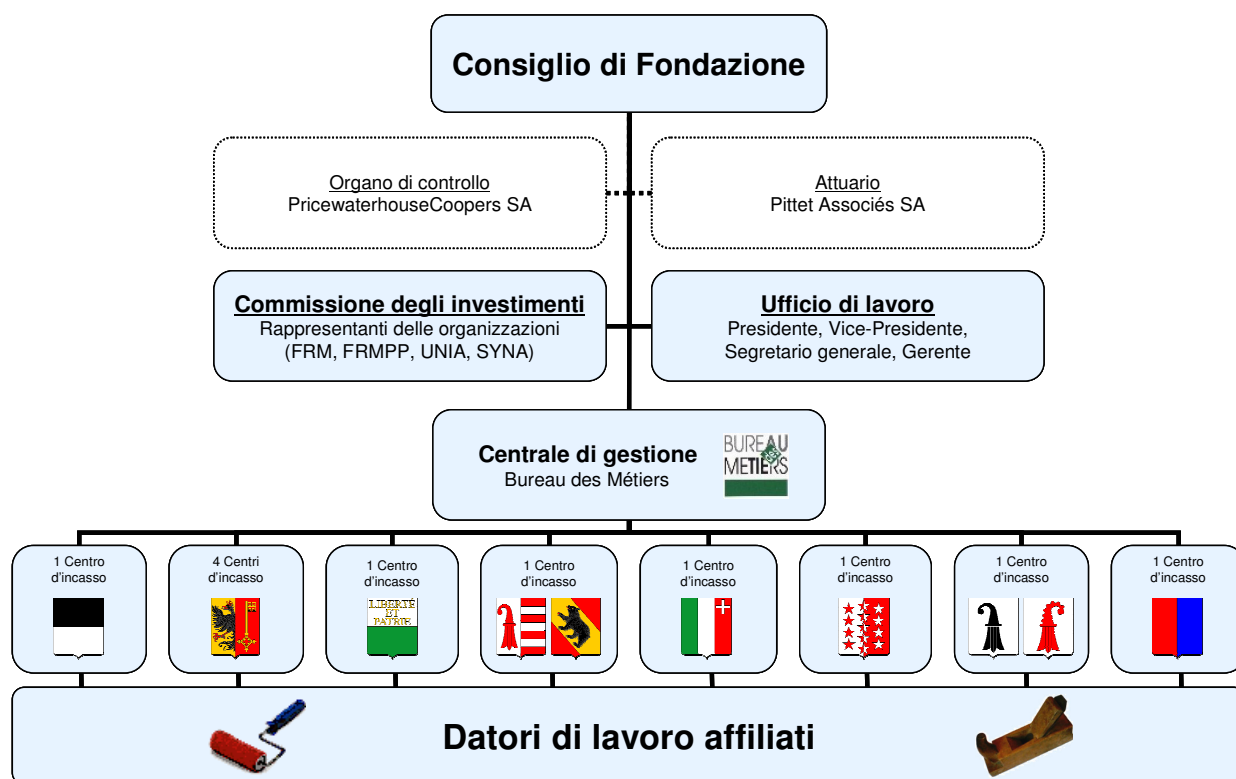 Consiglio di Fondazione
Organo di controllo
PricewaterhouseCoopers SA
Attuario
Pittet Associés SA
Commissione degli investimenti
Rappresentanti delle organizzazioni
(FRM, FRMPP, UNIA, SYNA)
Ufficio di lavoro
Presidente, Vice-Presidente,
Segretario generale, Gerente
Centrale di gestione
Bureau des Métiers
BUREAU
METIERS
1 Centro
d'incasso
4 Centri
d'incasso
1 Centro
d'incasso
LIBERTÉ
ET
PATRIE
1 Centro
d'incasso
1 Centro
d'incasso
1 Centro
d'incasso
1 Centro
d'incasso
1 Centro
d'incasso
Datori di lavoro affiliati